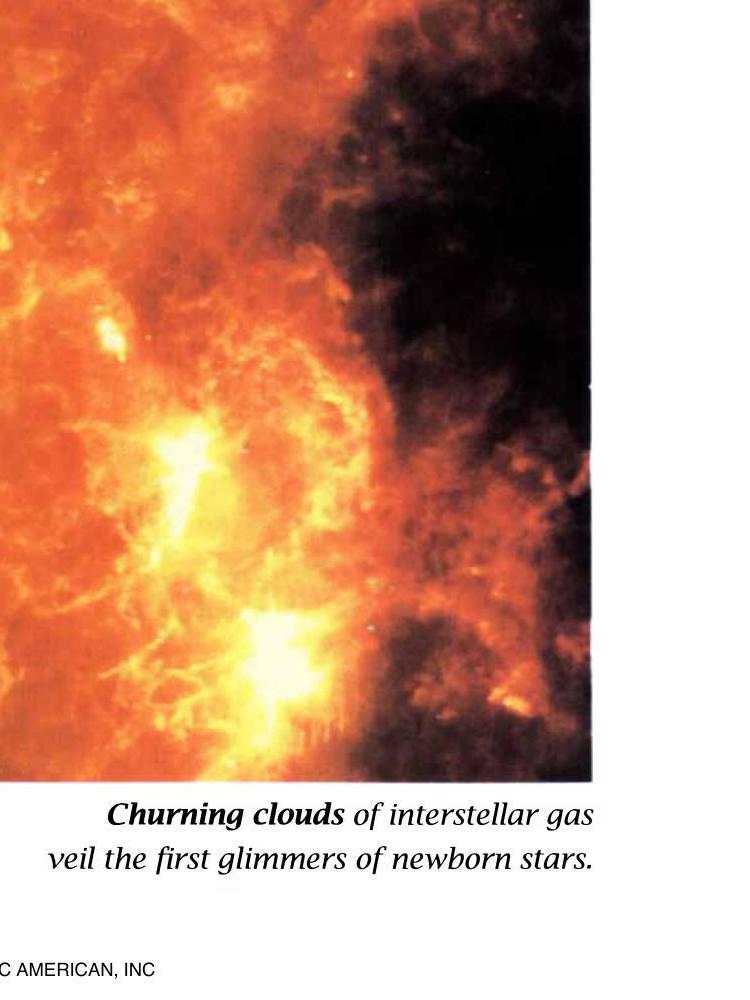 Churning clouds of interstellar gas
veil the first glimmers of newborn stars.
C AMERICAN, INC